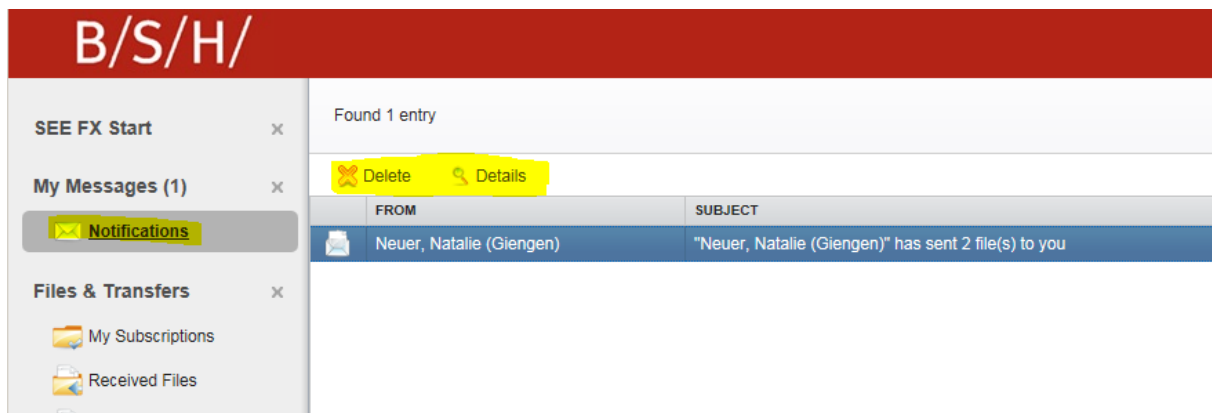 B/S/H/
SEE FX Start
My Messages (1)
Notifications
Files & Transfers
My Subscriptions
Received Files
Found 1 entry
Delete Details
FROM SUBJECT
Neuer, Natalie (Giengen) "Neuer, Natalie (Giengen)" has sent 2 file(s) to you